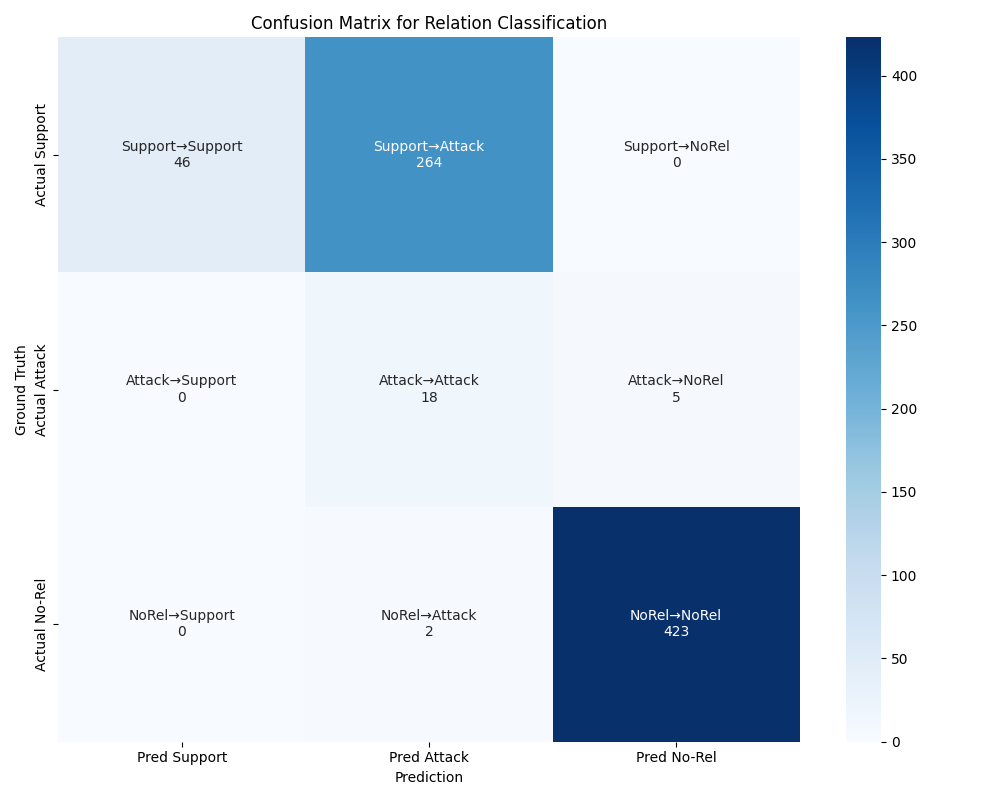 Confusion Matrix for Relation Classification
Ground Truth
Actual Support
Actual Attack
Actual No-Rel
Support→Support
46
Support→Attack
264
Support→NoRel
0
Attack→Support
0
Attack→Attack
18
Attack→NoRel
5
NoRel→Support
0
NoRel→Attack
2
NoRel→NoRel
423
Pred Support
Pred Attack
Pred No-Rel
Prediction
400
350
300
250
200
150
100
50
0